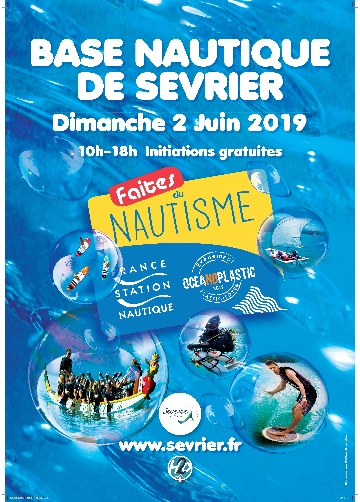 BASE NAUTIQUE
DE SEVRIER
Dimanche 2 Juin 2019
10h-18h Initiations gratuites
Faites
du
NAUTISME
FRANCE
STATION
NAUTIQUE
OCEANOPLASTIC
Sevrier
www.sevrier.fr